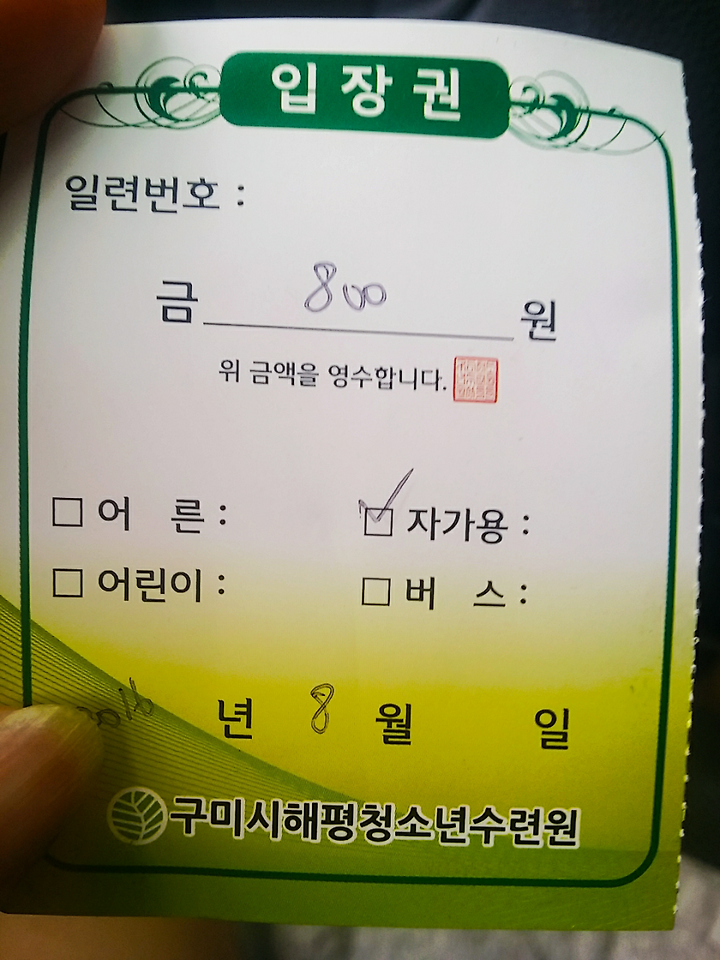 입장권
일련번호 :
금 800 원
위 금액을 영수합니다.
□ 어 른 : ☑ 자가용 :
□ 어린이 : □ 버 스 :
2016 년 8 월 일
구미시해평청소년수련원